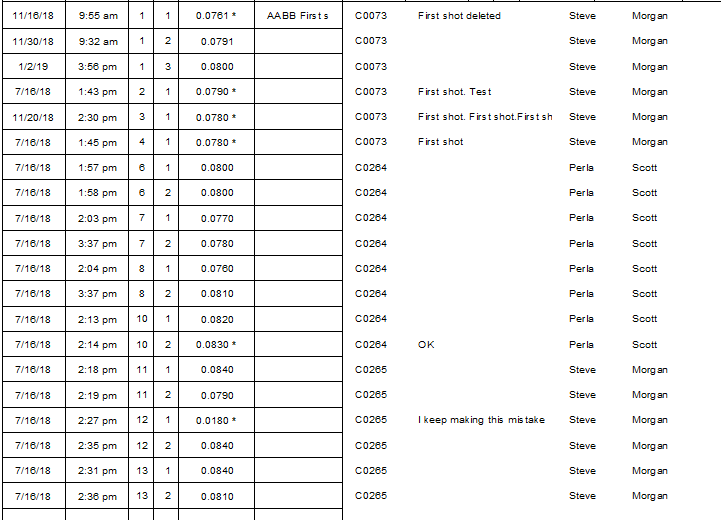 11/16/18 9:55 am 1 1 0.0761 * AABB Firsts C0073 First shot deleted Steve Morgan
11/30/18 9:32 am 1 2 0.0791 C0073 Steve Morgan
1/2/19 3:56 pm 1 3 0.0800 C0073 Steve Morgan
7/16/18 1:43 pm 2 1 0.0790 * C0073 First shot. Test Steve Morgan
11/20/18 2:30 pm 3 1 0.0780 * C0073 First shot. First shot.First sh Steve Morgan
7/16/18 1:45 pm 4 1 0.0780 * C0073 First shot Steve Morgan
7/16/18 1:57 pm 6 1 0.0800 C0264 Perla Scott
7/16/18 1:58 pm 6 2 0.0800 C0264 Perla Scott
7/16/18 2:03 pm 7 1 0.0770 C0264 Perla Scott
7/16/18 3:37 pm 7 2 0.0780 C0264 Perla Scott
7/16/18 2:04 pm 8 1 0.0760 C0264 Perla Scott
7/16/18 3:37 pm 8 2 0.0810 C0264 Perla Scott
7/16/18 2:13 pm 10 1 0.0820 C0264 Perla Scott
7/16/18 2:14 pm 10 2 0.0830 * C0264 OK Perla Scott
7/16/18 2:18 pm 11 1 0.0840 C0265 Steve Morgan
7/16/18 2:19 pm 11 2 0.0790 C0265 Steve Morgan
7/16/18 2:27 pm 12 1 0.0180 * C0265 I keep making this mistake Steve Morgan
7/16/18 2:35 pm 12 2 0.0840 C0265 Steve Morgan
7/16/18 2:31 pm 13 1 0.0840 C0265 Steve Morgan
7/16/18 2:36 pm 13 2 0.0810 C0265 Steve Morgan